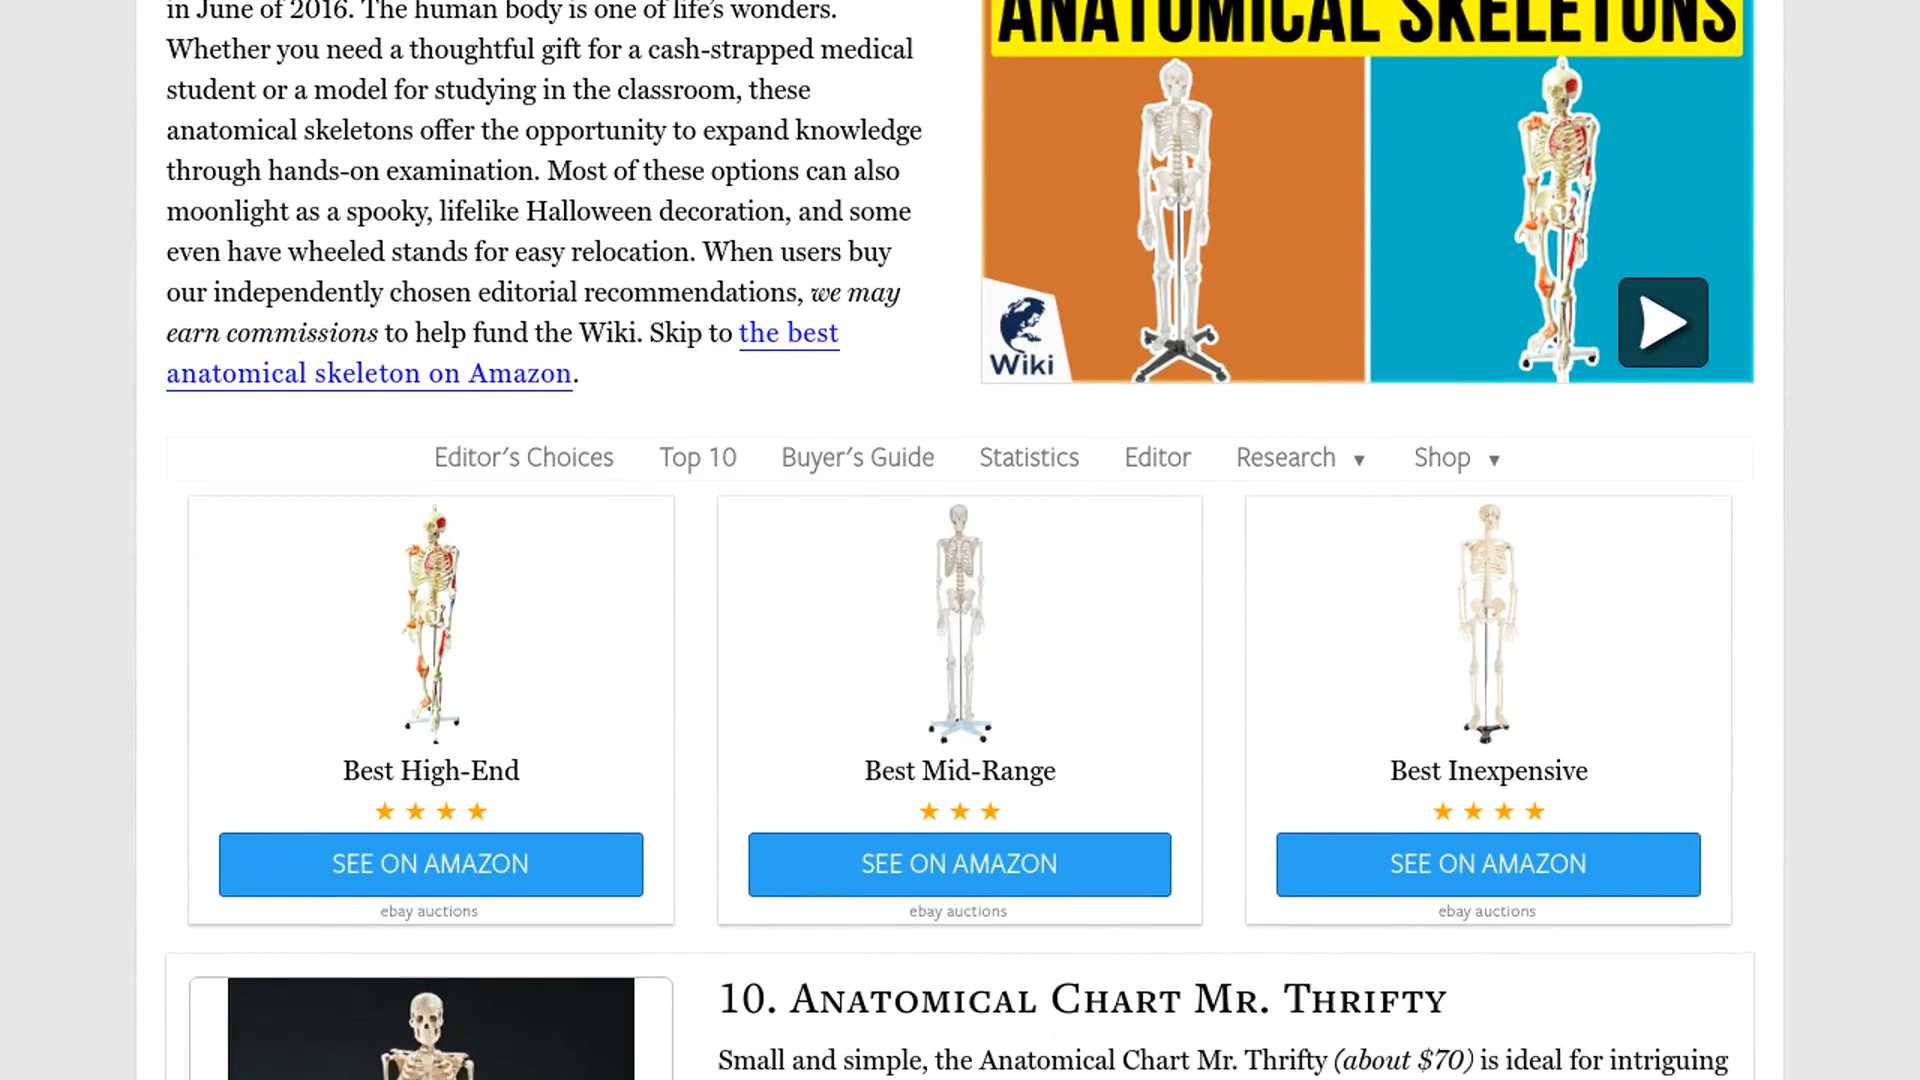 in June of 2016. The human body is one of life's wonders.
Whether you need a thoughtful gift for a cash-strapped medical
student or a model for studying in the classroom, these
anatomical skeletons offer the opportunity to expand knowledge
through hands-on examination. Most of these options can also
moonlight as a spooky, lifelike Halloween decoration, and some
even have wheeled stands for easy relocation. When users buy
our independently chosen editorial recommendations, we may
earn commissions to help fund the Wiki. Skip to the best
anatomical skeleton on Amazon.
ANATOMICAL SKELETONS
Wiki
Editor's Choices Top 10 Buyer's Guide Statistics Editor Research ▼ Shop ▼
Best High-End
★ ★ ★ ★
SEE ON AMAZON
ebay auctions
Best Mid-Range
★ ★ ★
SEE ON AMAZON
ebay auctions
Best Inexpensive
★ ★ ★ ★
SEE ON AMAZON
ebay auctions
10. Anatomical Chart Mr. Thrifty
Small and simple, the Anatomical Chart Mr. Thrifty (about $70) is ideal for intriguing